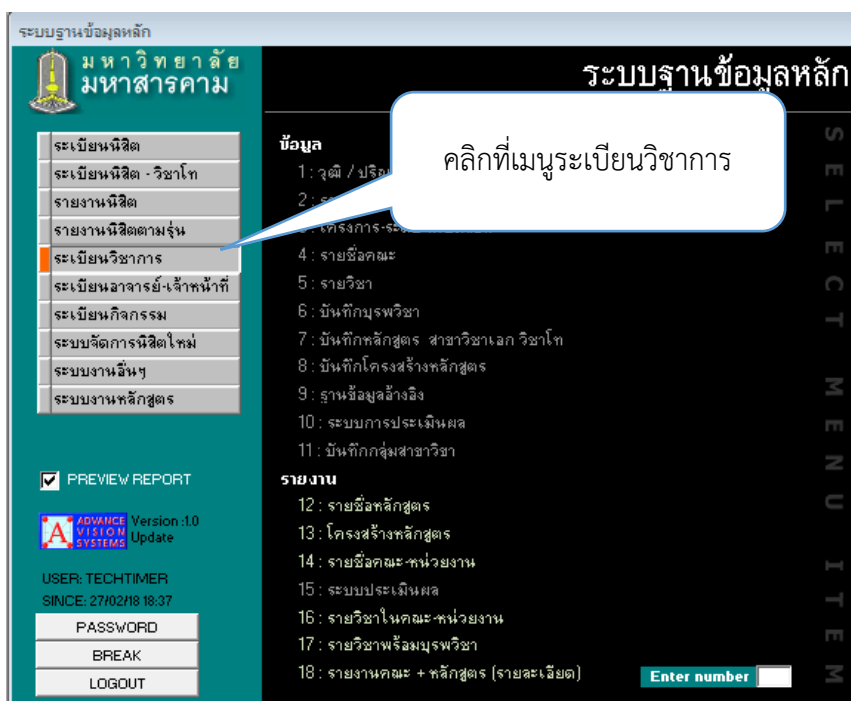 ระบบฐานข้อมูลหลัก
มหาวิทยาลัย
มหาสารคาม
ระบบฐานข้อมูลหลัก
คลิกที่เมนูระเบียนวิชาการ
ระเบียนนิสิต
ระเบียนนิสิต - วิชาโท
รายงานนิสิต
รายงานนิสิตตามรุ่น
ระเบียนวิชาการ
ระเบียนอาจารย์-เจ้าหน้าที่
ระเบียนกิจกรรม
ระบบจัดการนิสิตใหม่
ระบบงานอื่นๆ
ระบบงานหลักสูตร
PREVIEW REPORT
ADVANCE VISION SYSTEMS
Version :1.0
Update
USER: TECHTIMER
SINCE: 27/02/18 18:37
PASSWORD
BREAK
LOGOUT
ข้อมูล
1 : วุฒิ /
2 :
4 : รายชื่อคณะ
5 : รายวิชา
6 : บันทึกบุรพวิชา
7 : บันทึกหลักสูตร สาขาวิชาเอก วิชาโท
8 : บันทึกโครงสร้างหลักสูตร
9 : ฐานข้อมูลอ้างอิง
10 : ระบบการประเมินผล
11 : บันทึกกลุ่มสาขาวิชา
รายงาน
12 : รายชื่อหลักสูตร
13 : โครงสร้างหลักสูตร
14 : รายชื่อคณะ-หน่วยงาน
15 : ระบบประเมินผล
16 : รายวิชาในคณะ-หน่วยงาน
17 : รายวิชาพร้อมบุรพวิชา
18 : รายงานคณะ + หลักสูตร (รายละเอียด)
Enter number
SELECT MENU ITEM